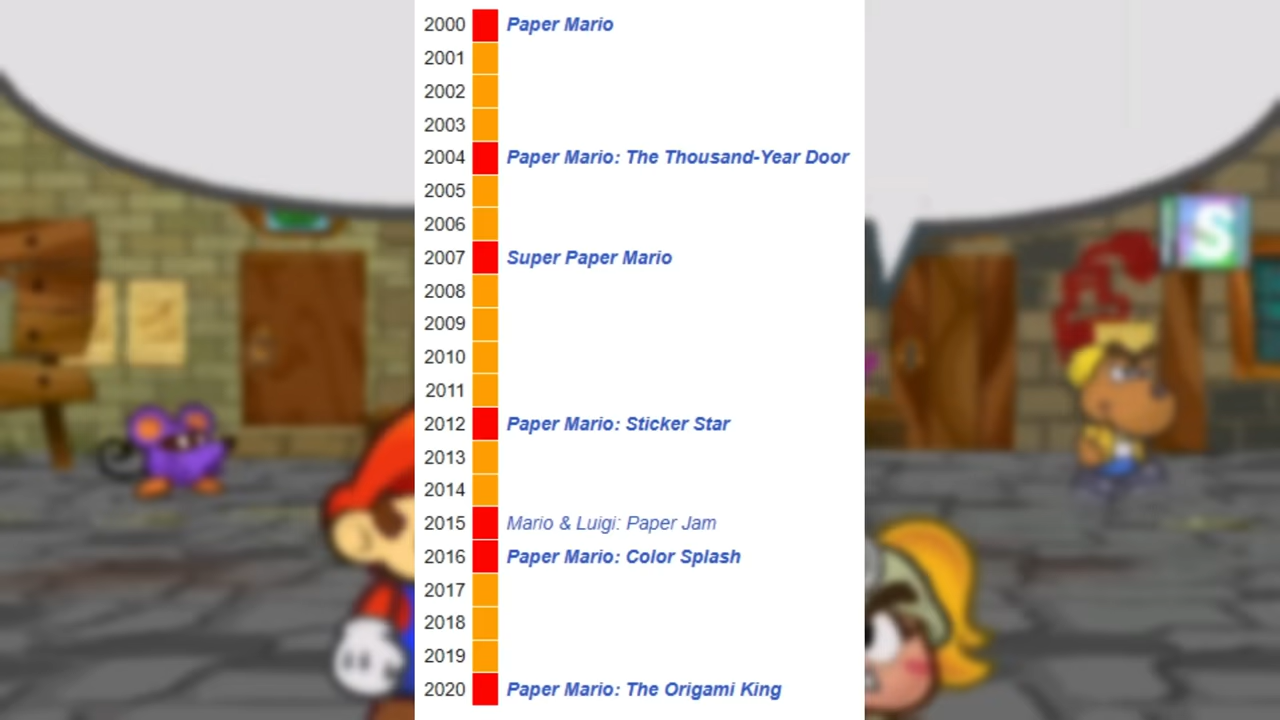 2000 Paper Mario
2001
2002
2003
2004 Paper Mario: The Thousand-Year Door
2005
2006
2007 Super Paper Mario
2008
2009
2010
2011
2012 Paper Mario: Sticker Star
2013
2014
2015 Mario & Luigi: Paper Jam
2016 Paper Mario: Color Splash
2017
2018
2019
2020 Paper Mario: The Origami King
S